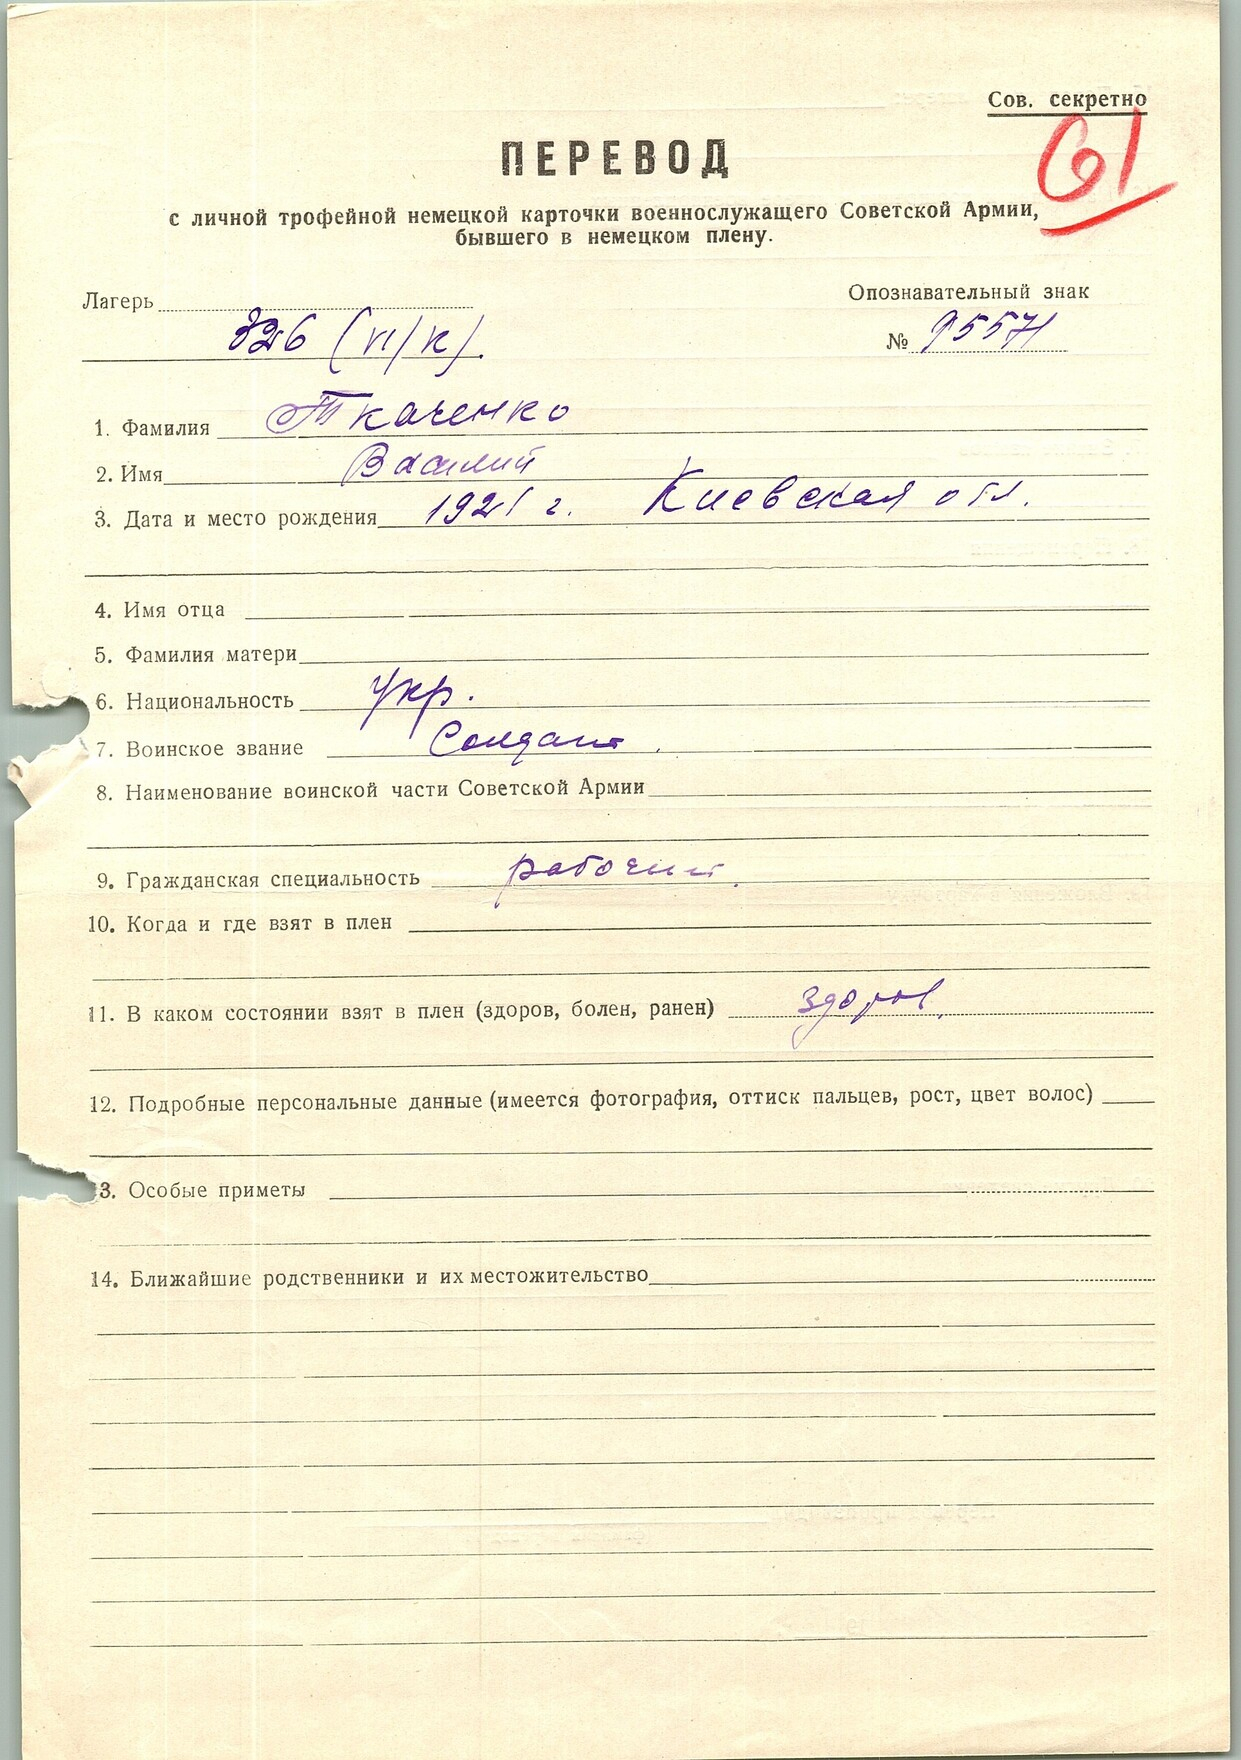 Сов. секретно
61
ПЕРЕВОД
с личной трофейной немецкой карточки военнослужащего Советской Армии,
бывшего в немецком плену.
Лагерь
Опознавательный знак
326 (VI/K).
№ 95571
1. Фамилия Ткаченко
2. Имя Василий
3. Дата и место рождения 1921 г. Киевская обл.
4. Имя отца
5. Фамилия матери
6. Национальность укр.
7. Воинское звание Солдат.
8. Наименование воинской части Советской Армии
9. Гражданская специальность рабочий.
10. Когда и где взят в плен
11. В каком состоянии взят в плен (здоров, болен, ранен) здоров.
12. Подробные персональные данные (имеется фотография, оттиск пальцев, рост, цвет волос)
3. Особые приметы
14. Ближайшие родственники и их местожительство